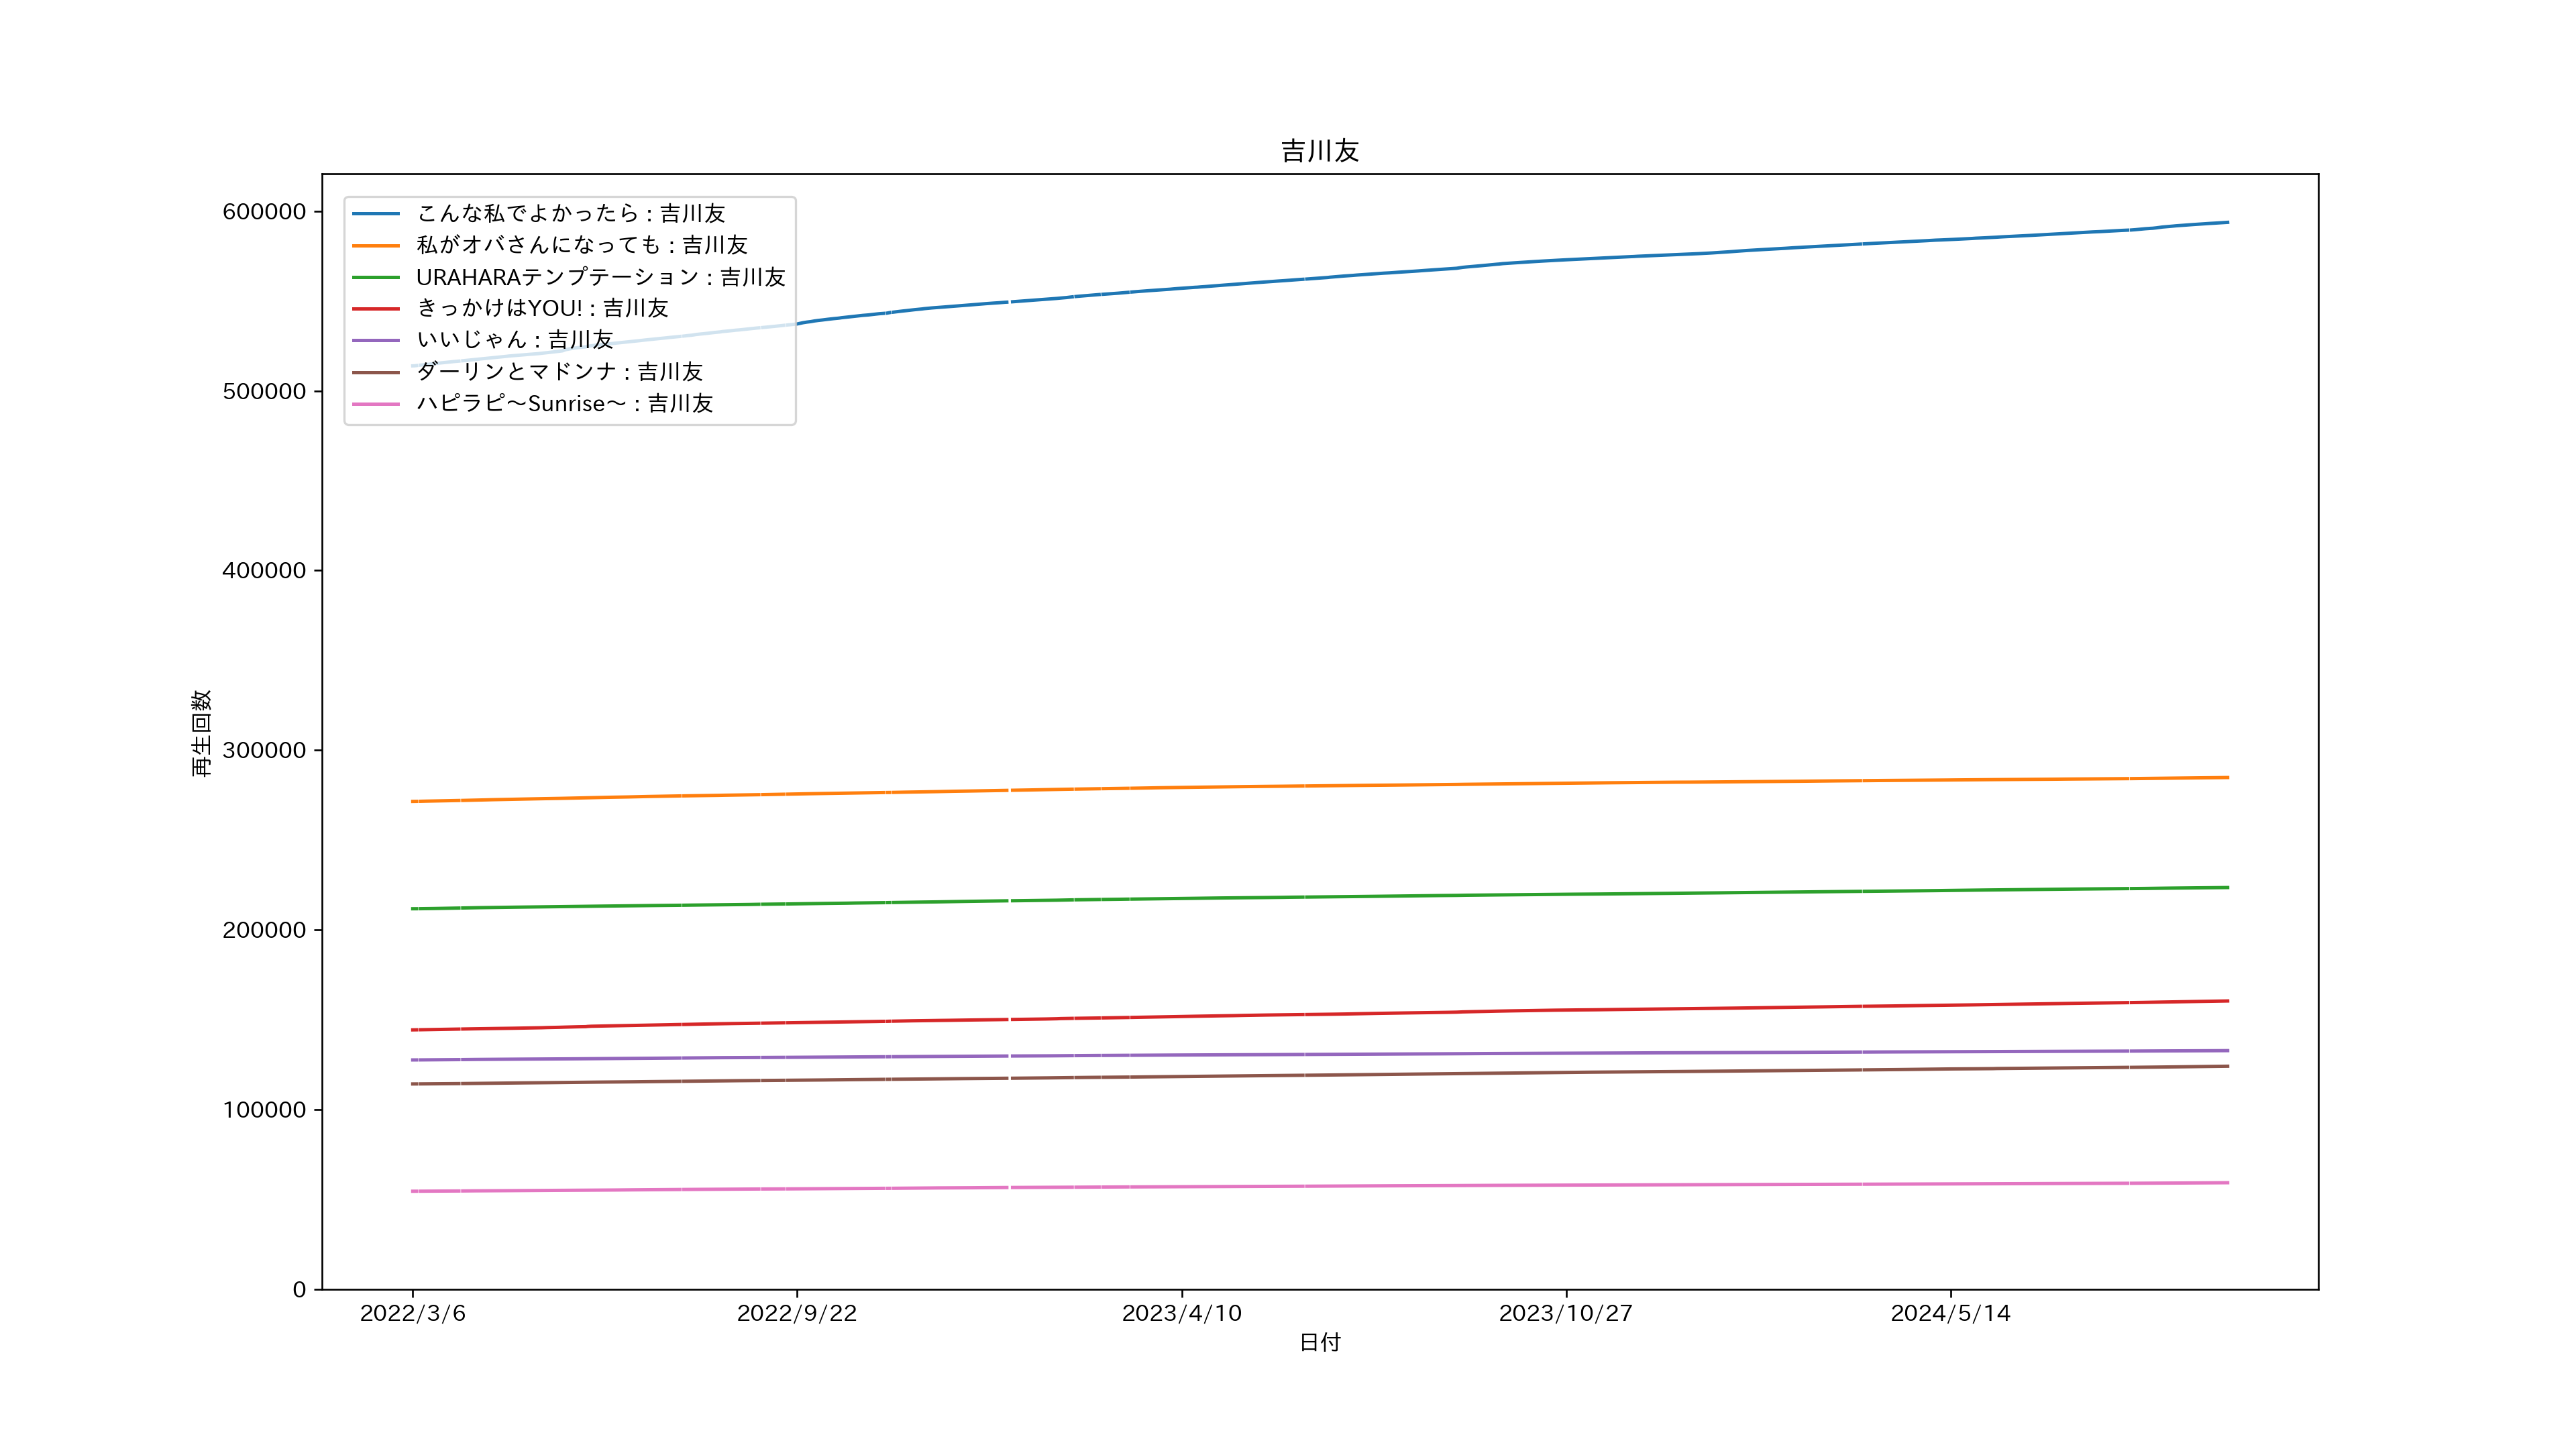 吉川友
こんな私でよかったら : 吉川友
私がオバさんになっても : 吉川友
URAHARAテンプテーション : 吉川友
きっかけはYOU! : 吉川友
いいじゃん : 吉川友
ダーリンとマドンナ : 吉川友
ハピラピ〜Sunrise〜 : 吉川友
再生回数
600000
500000
400000
300000
200000
100000
0
2022/3/6
2022/9/22
2023/4/10
2023/10/27
2024/5/14
日付